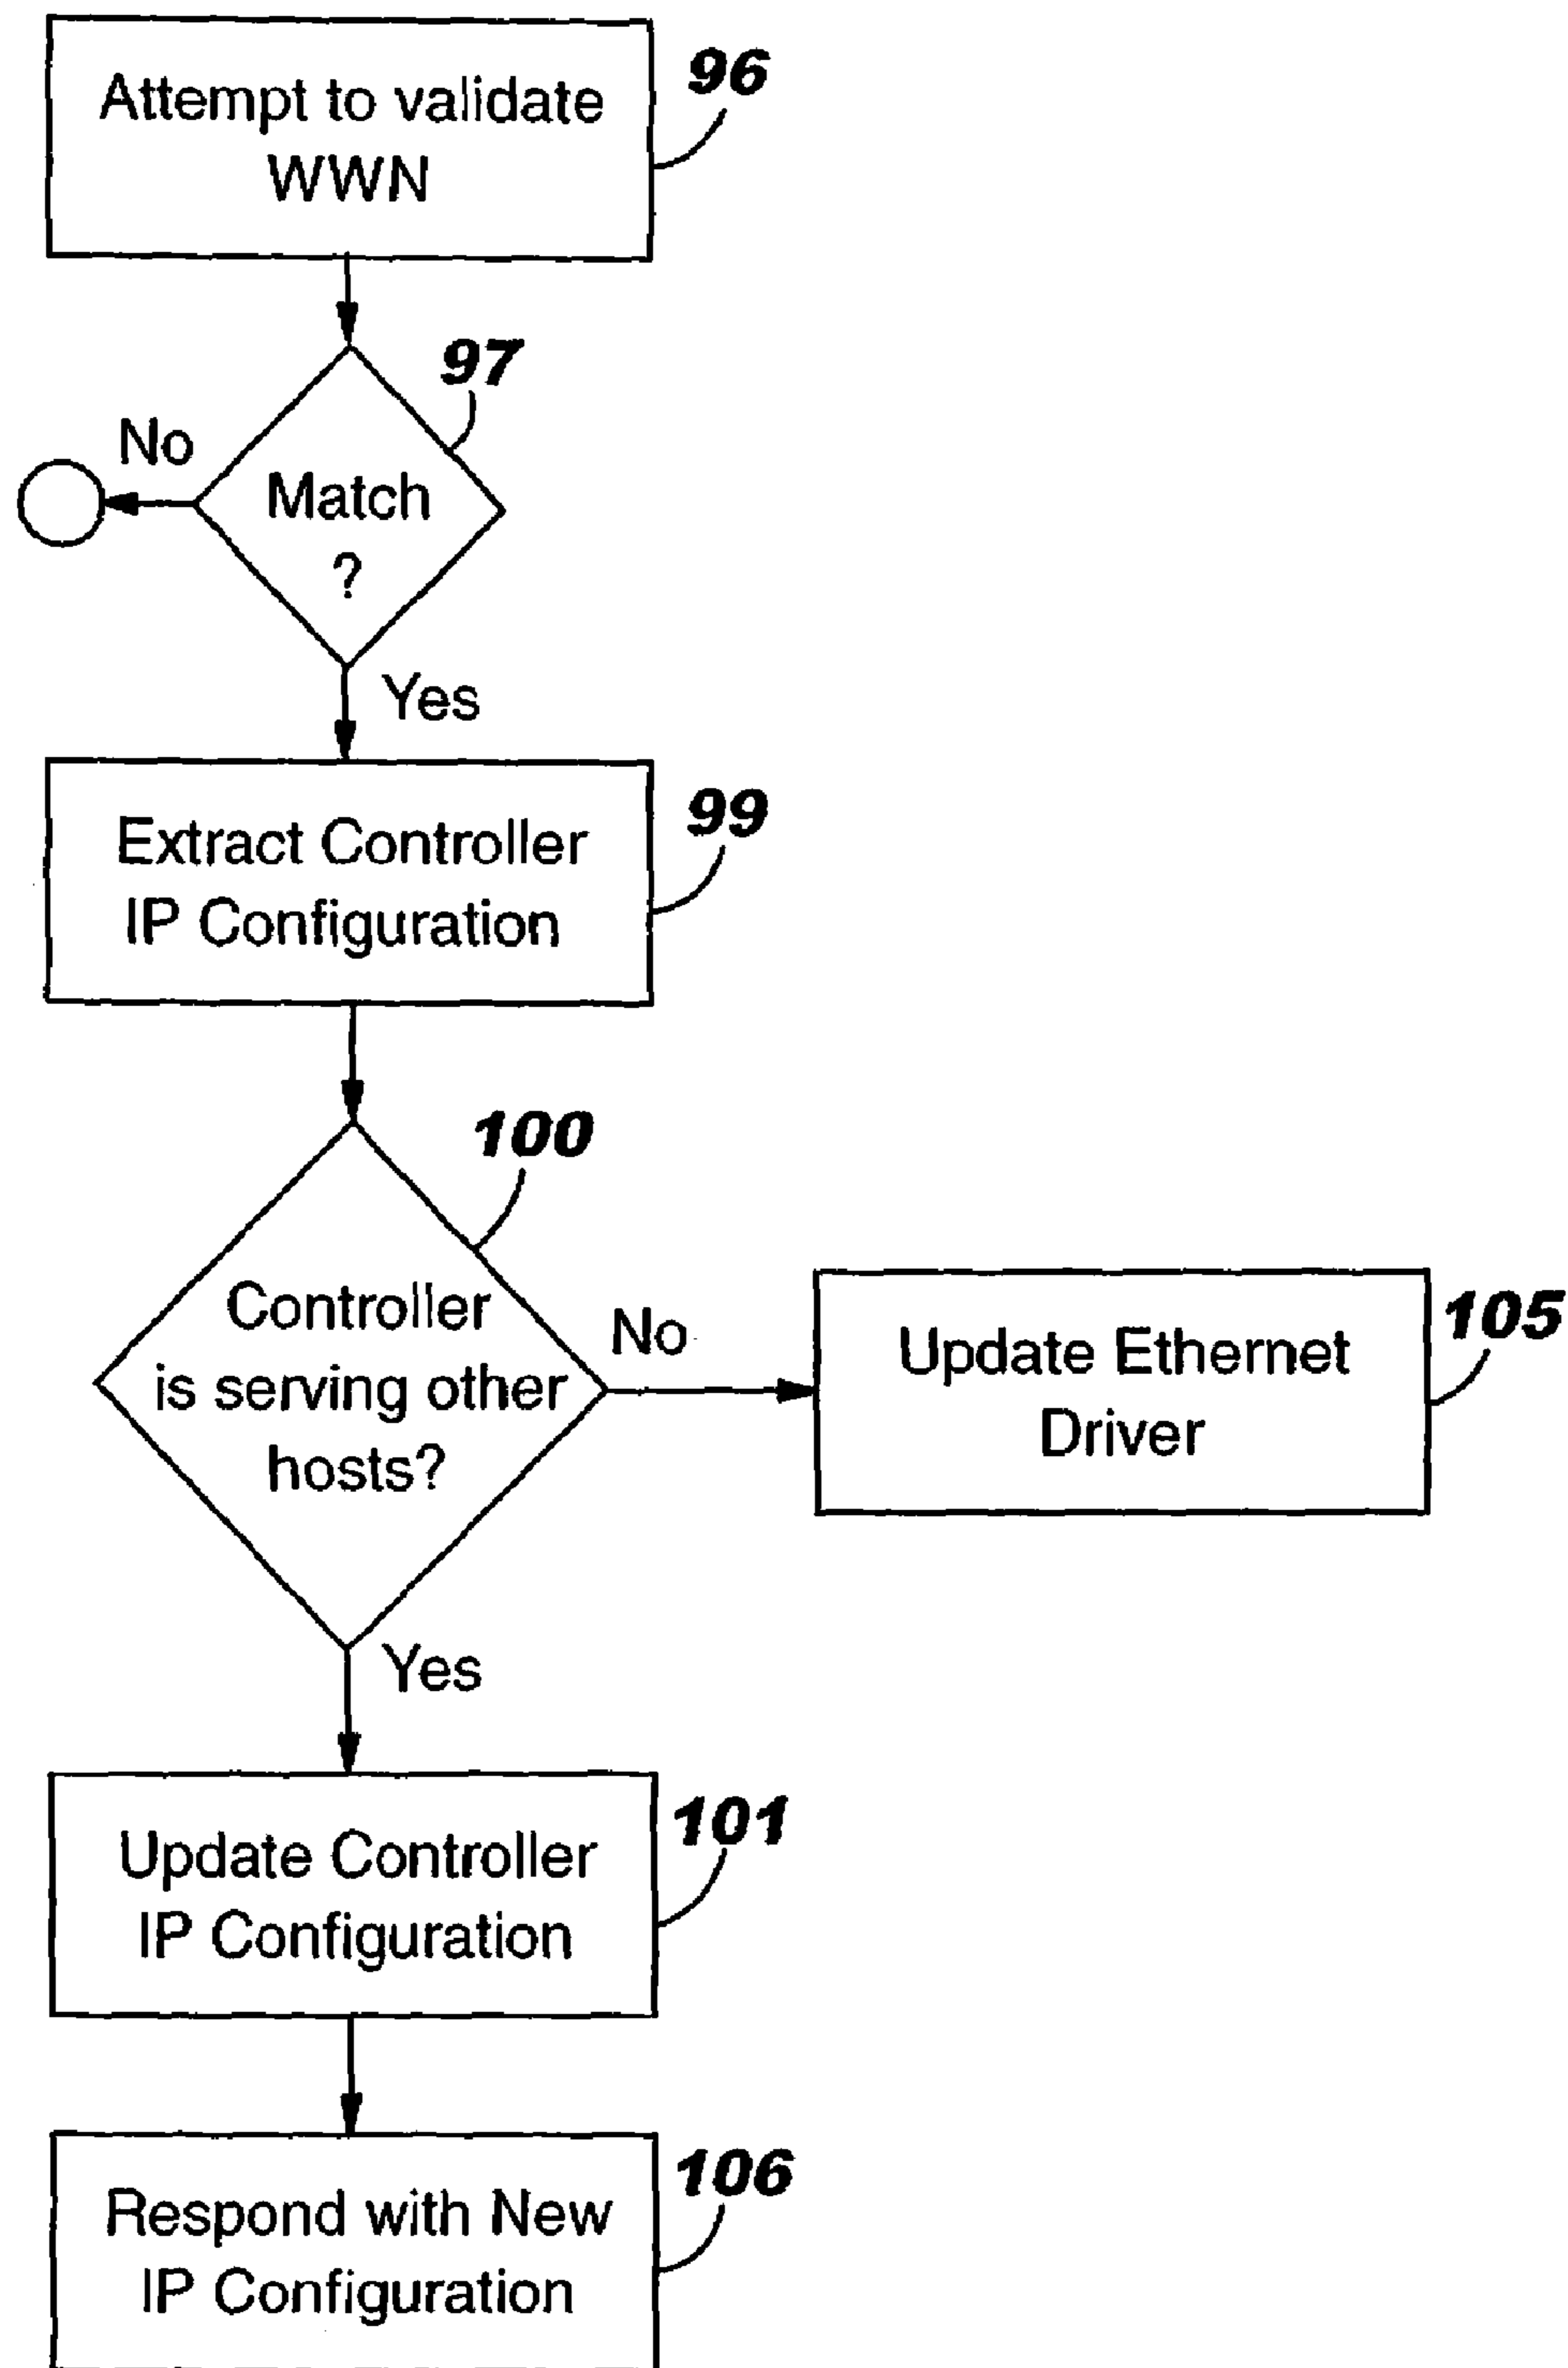 Attempt to validate
WWN
96
97
No
Match
?
Yes
Extract Controller
IP Configuration
99
100
Controller
is serving other
hosts?
No
Update Ethernet
Driver
105
Yes
Update Controller
IP Configuration
101
Respond with New
IP Configuration
106